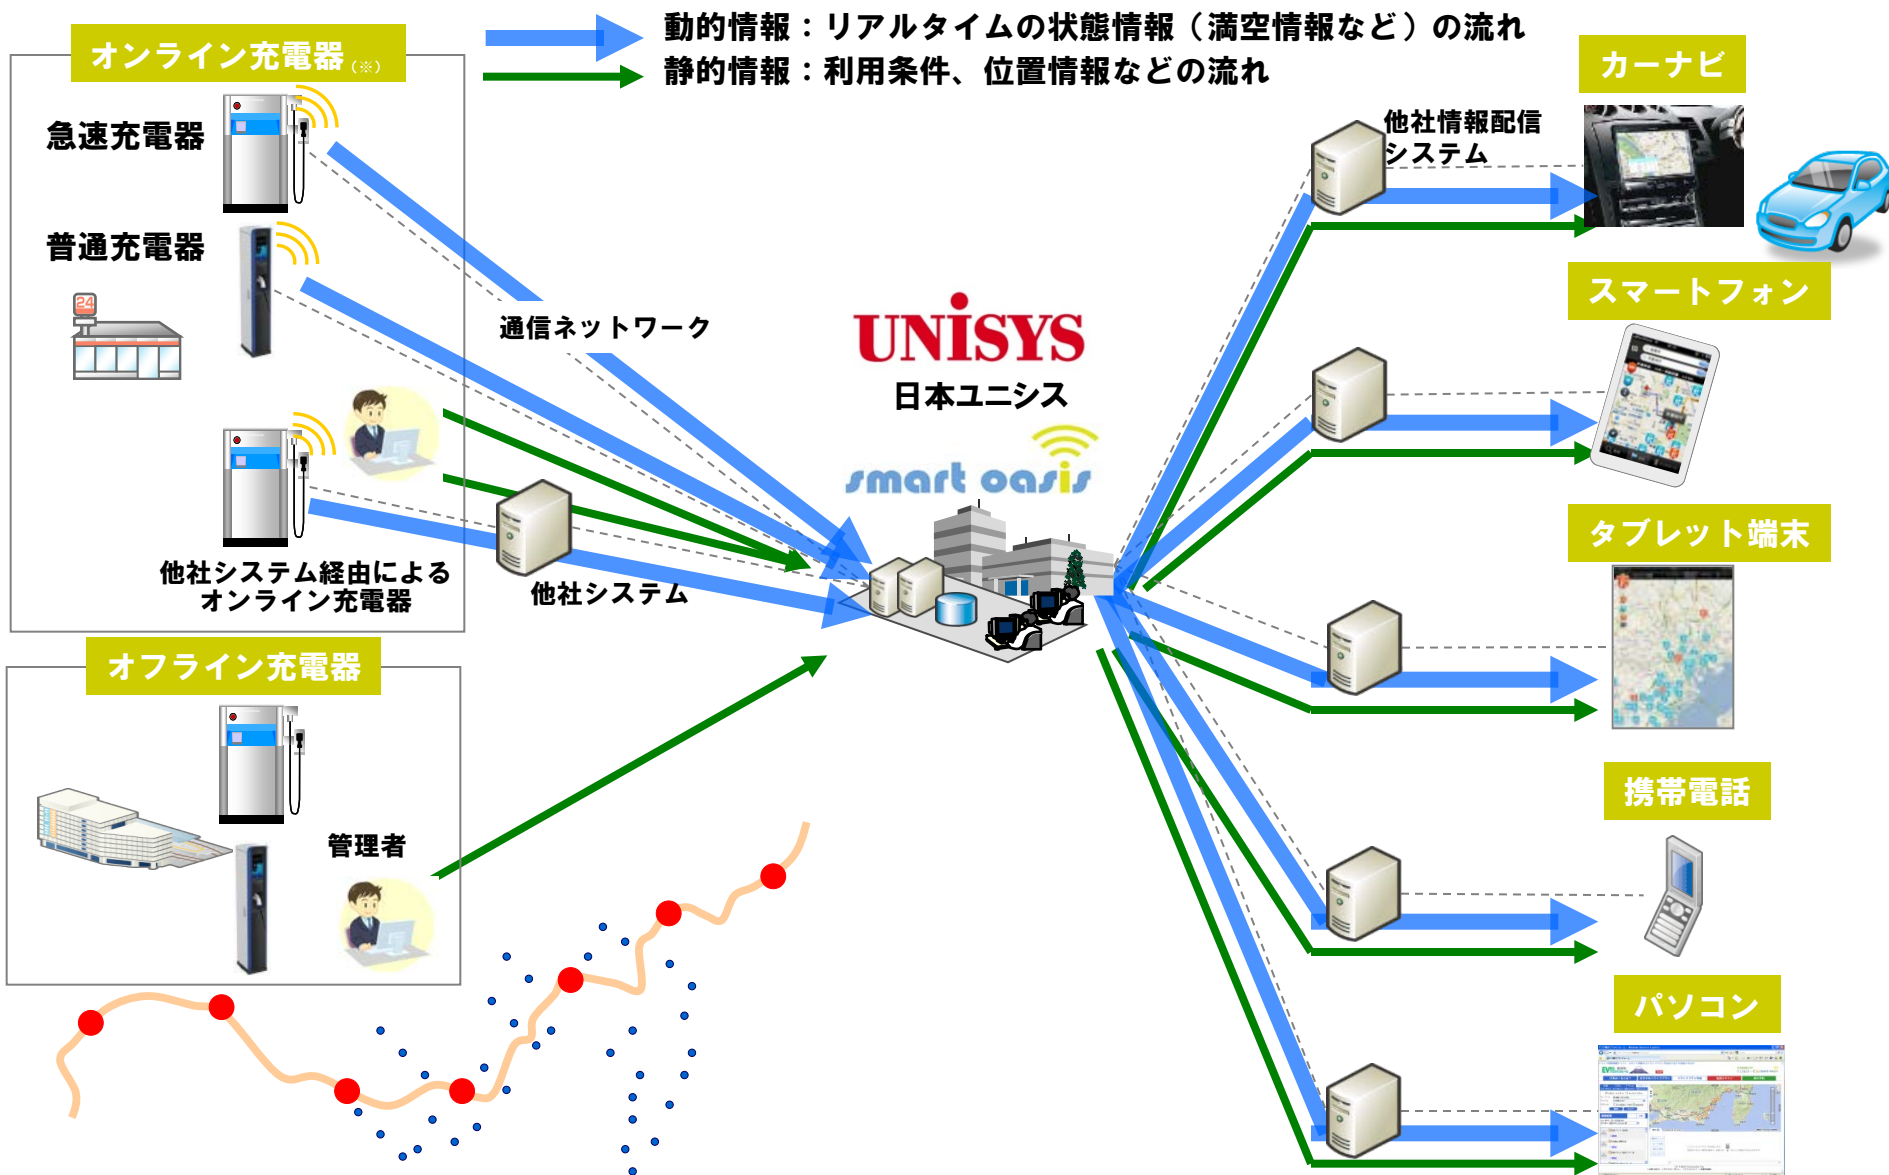 動的情報：リアルタイムの状態情報（満空情報など）の流れ
静的情報：利用条件、位置情報などの流れ
オンライン充電器（※）
急速充電器
普通充電器
24
通信ネットワーク
他社システム経由による
オンライン充電器
他社システム
オフライン充電器
管理者
UNISYS
日本ユニシス
smart oasis
他社情報配信
システム
カーナビ
スマートフォン
タブレット端末
携帯電話
パソコン